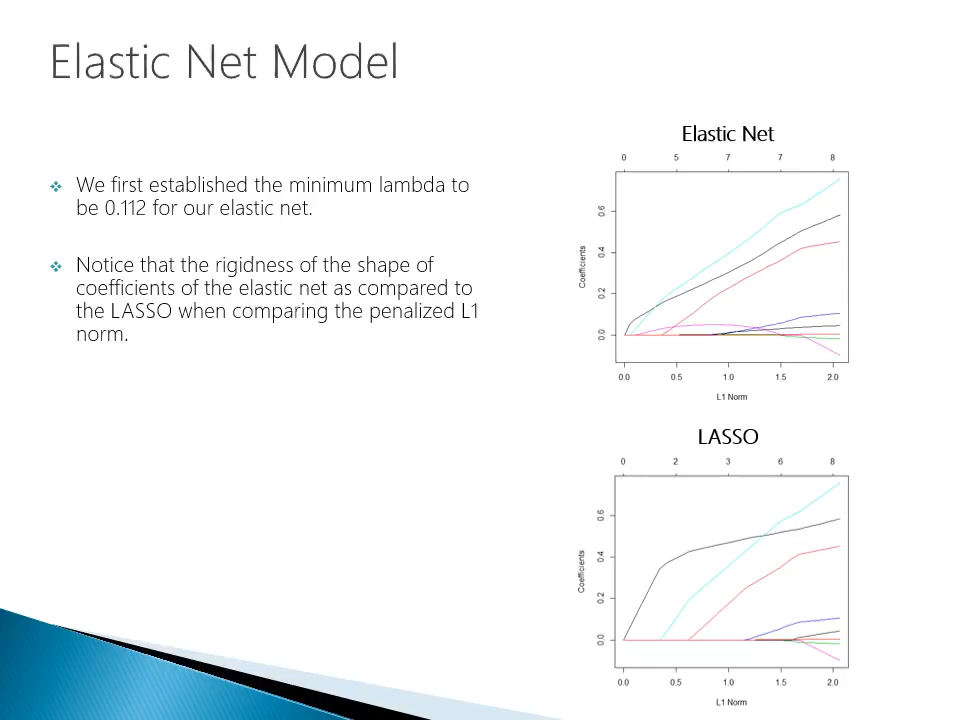 Elastic Net Model
We first established the minimum lambda to
be 0.112 for our elastic net.
Notice that the rigidness of the shape of
coefficients of the elastic net as compared to
the LASSO when comparing the penalized L1
norm.
Elastic Net
0 5 7 7 8
0.6
0.4
0.2
0.0
Coefficients
0.0 0.5 1.0 1.5 2.0
L1 Norm
LASSO
0 2 3 6 8
0.6
0.4
0.2
0.0
Coefficients
0.0 0.5 1.0 1.5 2.0
L1 Norm